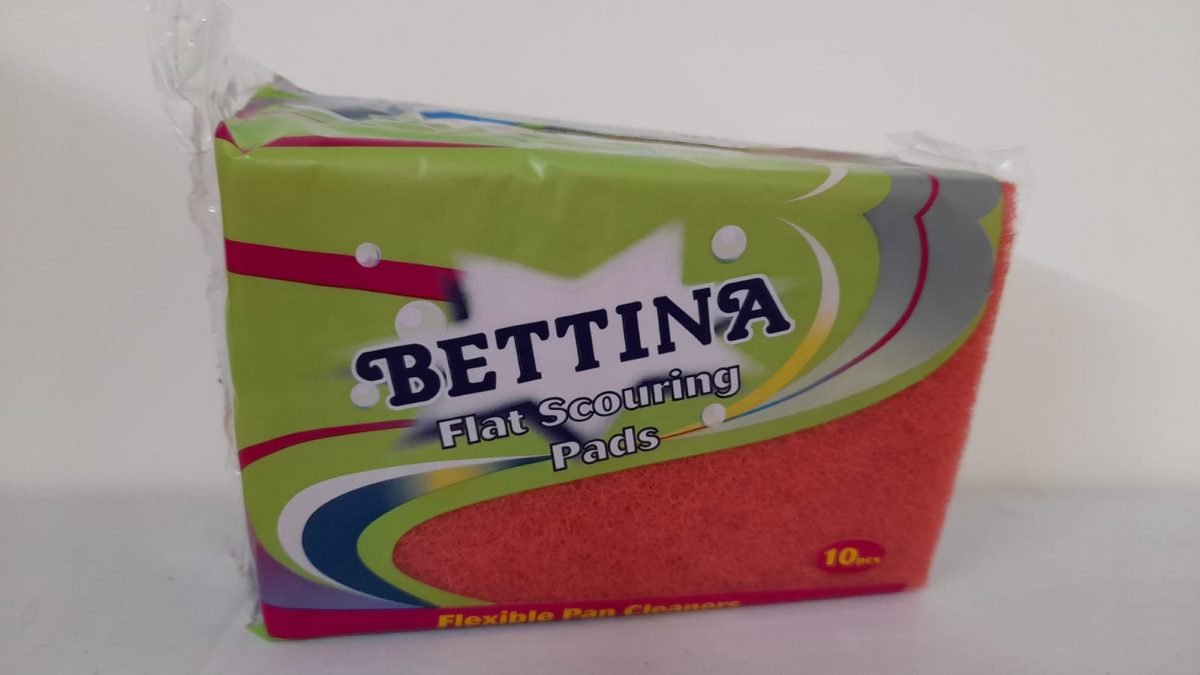 BETTINA
Flat Scouring
Pads
10pcs
Flexible Pan Cleaners